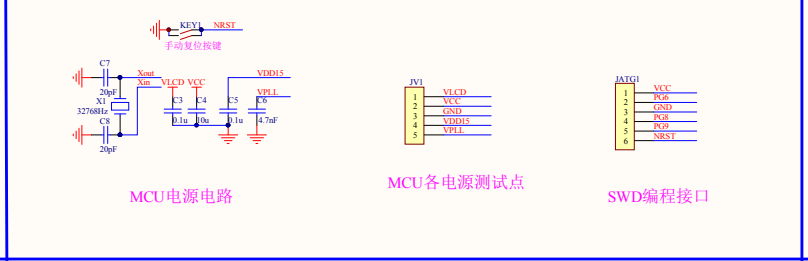 KEY1 NRST
手动复位按键
C7
20pF
Xout
Xin
X1
32768Hz
C8
20pF
VLCD VCC
VDD15
VPLL
C3 C4 C5 C6
0.1u 10u 0.1u 4.7nF
MCU电源电路
JV1
1 VLCD
2 VCC
3 GND
4 VDD15
5 VPLL
MCU各电源测试点
JATG1
1 VCC
2 PG6
3 GND
4 PG8
5 PG9
6 NRST
SWD编程接口